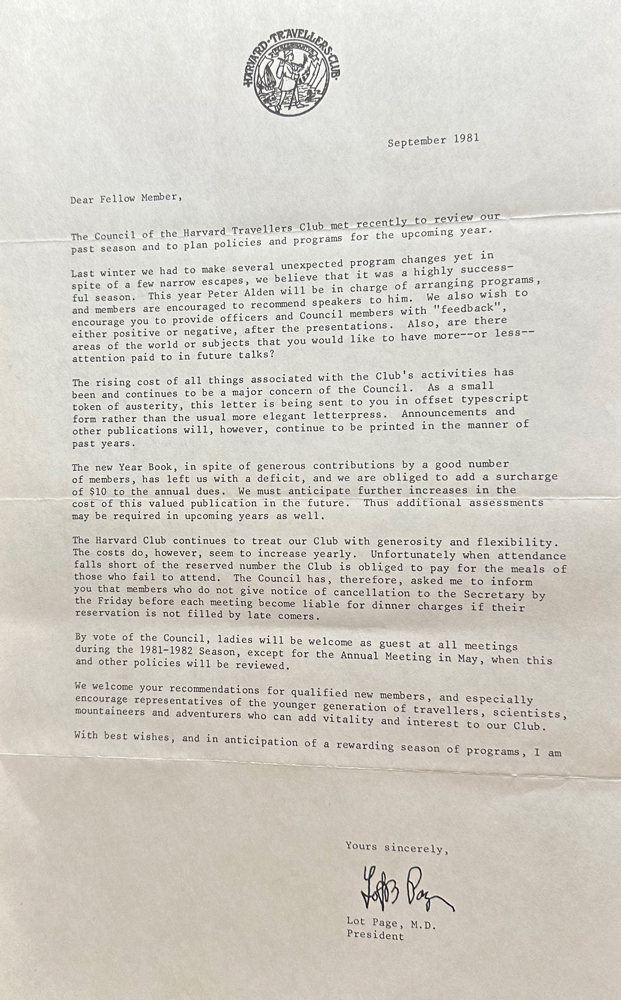 HARVARD·TRAVELLERS·CLUB·
September 1981
Dear Fellow Member,
The Council of the Harvard Travellers Club met recently to review our
past season and to plan policies and programs for the upcoming year.
Last winter we had to make several unexpected program changes yet in
spite of a few narrow escapes, we believe that it was a highly success-
ful season.  This year Peter Alden will be in charge of arranging programs,
and members are encouraged to recommend speakers to him.  We also wish to
encourage you to provide officers and Council members with "feedback",
either positive or negative, after the presentations.  Also, are there
areas of the world or subjects that you would like to have more--or less--
attention paid to in future talks?
The rising cost of all things associated with the Club's activities has
been and continues to be a major concern of the Council.  As a small
token of austerity, this letter is being sent to you in offset typescript
form rather than the usual more elegant letterpress.  Announcements and
other publications will, however, continue to be printed in the manner of
past years.
The new Year Book, in spite of generous contributions by a good number
of members, has left us with a deficit, and we are obliged to add a surcharge
of $10 to the annual dues.  We must anticipate further increases in the
cost of this valued publication in the future.  Thus additional assessments
may be required in upcoming years as well.
The Harvard Club continues to treat our Club with generosity and flexibility.
The costs do, however, seem to increase yearly.  Unfortunately when attendance
falls short of the reserved number the Club is obliged to pay for the meals of
those who fail to attend.  The Council has, therefore, asked me to inform
you that members who do not give notice of cancellation to the Secretary by
the Friday before each meeting become liable for dinner charges if their
reservation is not filled by late comers.
By vote of the Council, ladies will be welcome as guest at all meetings
during the 1981-1982 Season, except for the Annual Meeting in May, when this
and other policies will be reviewed.
We welcome your recommendations for qualified new members, and especially
encourage representatives of the younger generation of travellers, scientists,
mountaineers and adventurers who can add vitality and interest to our Club.
With best wishes, and in anticipation of a rewarding season of programs, I am
Yours sincerely,
Lot B Page
Lot Page, M.D.
President